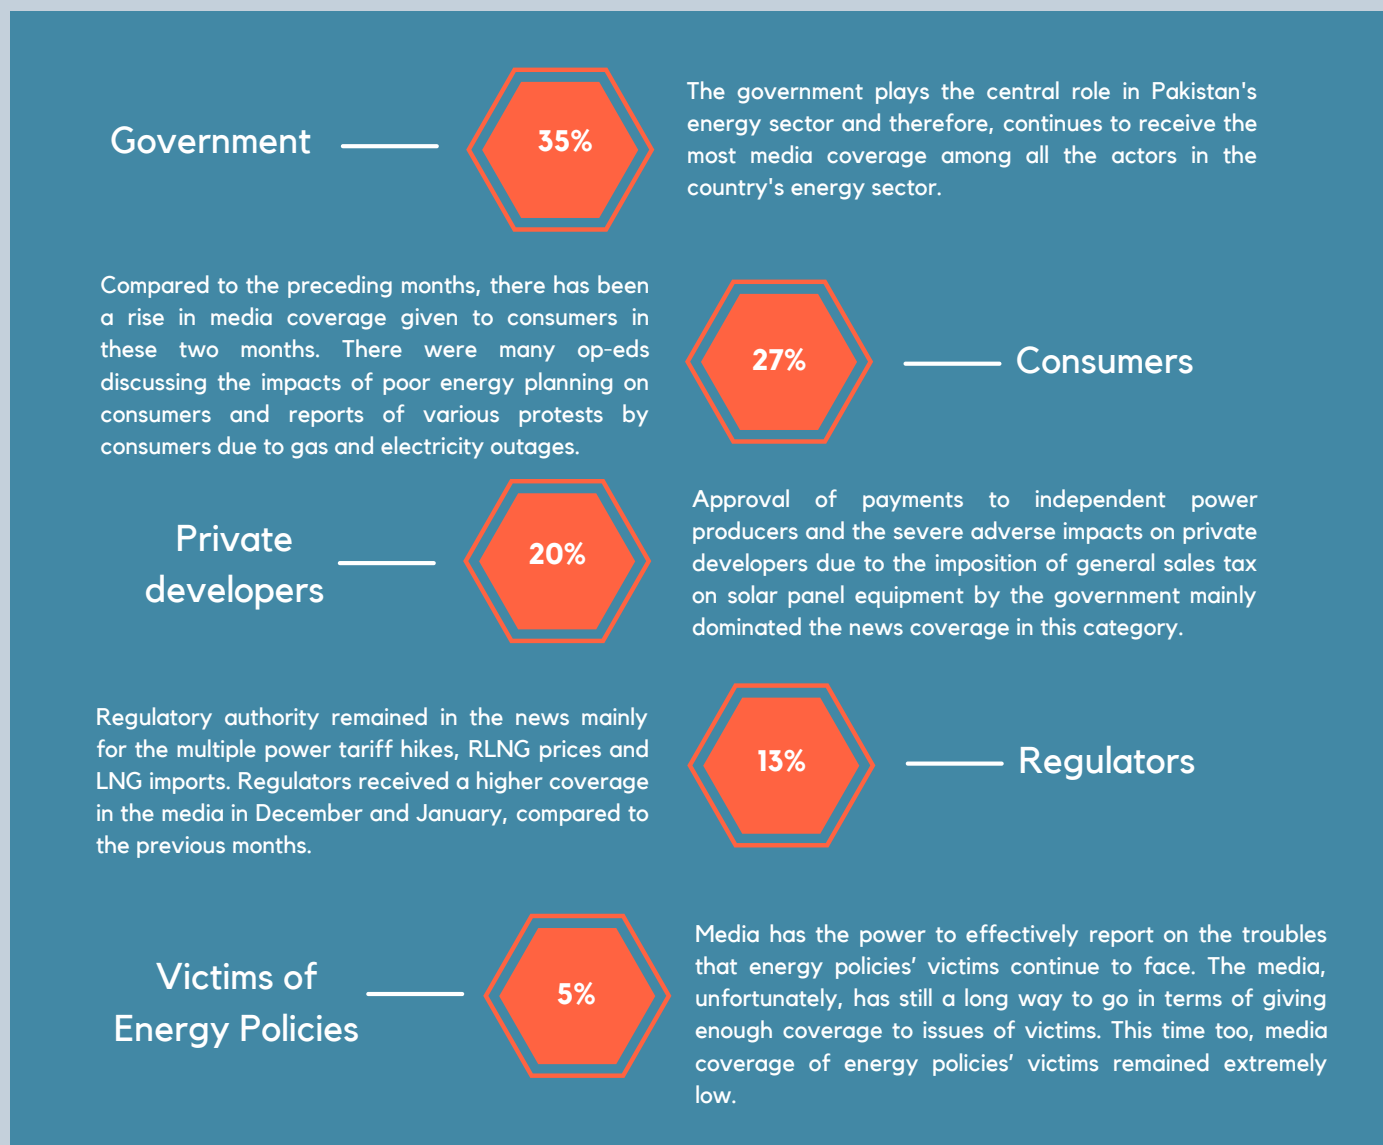 Government
35%
The government plays the central role in Pakistan's
energy sector and therefore, continues to receive the
most media coverage among all the actors in the
country's energy sector.
Compared to the preceding months, there has been
a rise in media coverage given to consumers in
these two months. There were many op-eds
discussing the impacts of poor energy planning on
consumers and reports of various protests by
consumers due to gas and electricity outages.
27%
Consumers
Private
developers
20%
Approval of payments to independent power
producers and the severe adverse impacts on private
developers due to the imposition of general sales tax
on solar panel equipment by the government mainly
dominated the news coverage in this category.
Regulatory authority remained in the news mainly
for the multiple power tariff hikes, RLNG prices and
LNG imports. Regulators received a higher coverage
in the media in December and January, compared to
the previous months.
13%
Regulators
Victims of
Energy Policies
5%
Media has the power to effectively report on the troubles
that energy policies’ victims continue to face. The media,
unfortunately, has still a long way to go in terms of giving
enough coverage to issues of victims. This time too, media
coverage of energy policies’ victims remained extremely
low.